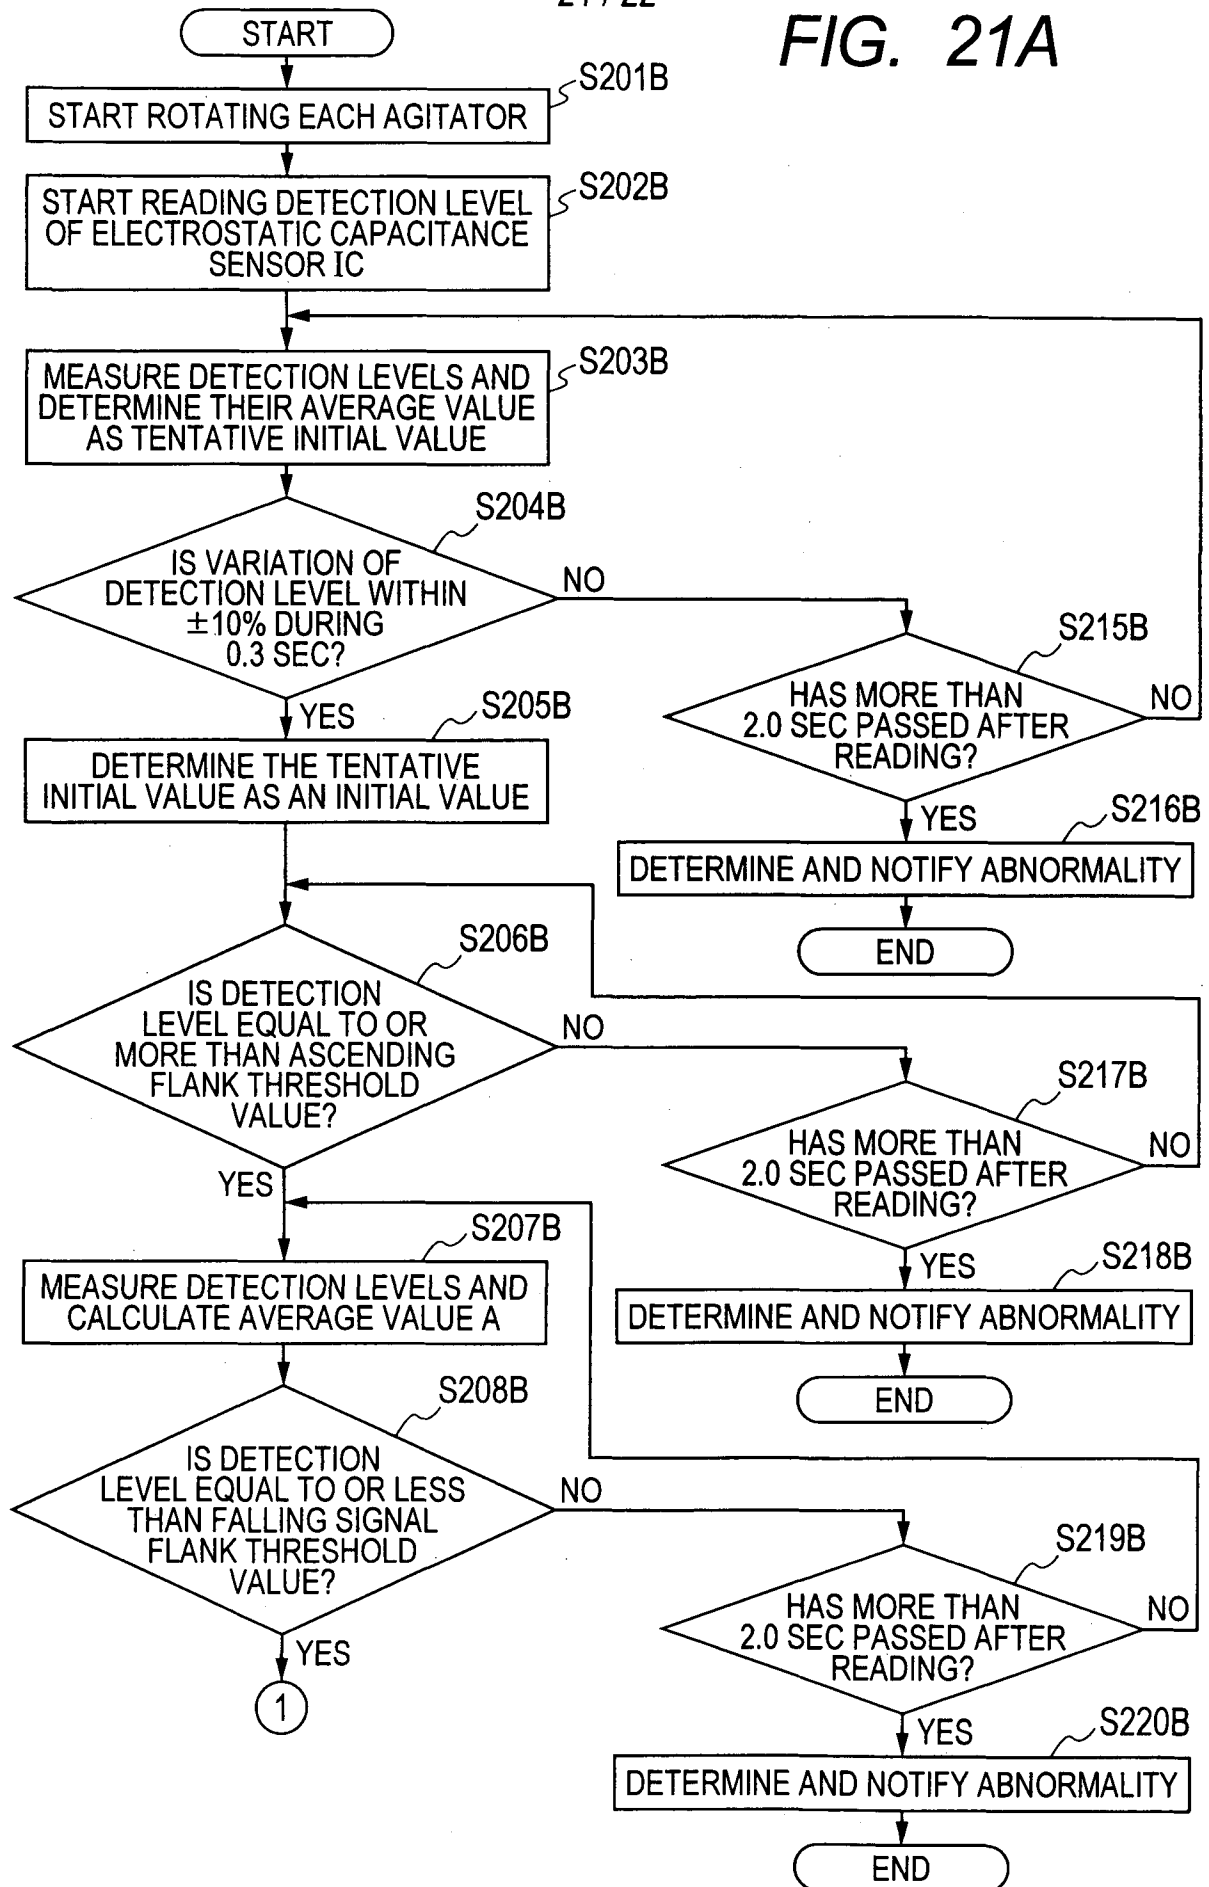 START
FIG. 21A
S201B
START ROTATING EACH AGITATOR
S202B
START READING DETECTION LEVEL
OF ELECTROSTATIC CAPACITANCE
SENSOR IC
S203B
MEASURE DETECTION LEVELS AND
DETERMINE THEIR AVERAGE VALUE
AS TENTATIVE INITIAL VALUE
S204B
IS VARIATION OF
DETECTION LEVEL WITHIN
±10% DURING
0.3 SEC?
NO
S215B
HAS MORE THAN
2.0 SEC PASSED AFTER
READING?
NO
YES
S205B
DETERMINE THE TENTATIVE
INITIAL VALUE AS AN INITIAL VALUE
YES
S216B
DETERMINE AND NOTIFY ABNORMALITY
END
S206B
IS DETECTION
LEVEL EQUAL TO OR
MORE THAN ASCENDING
FLANK THRESHOLD
VALUE?
NO
S217B
HAS MORE THAN
2.0 SEC PASSED AFTER
READING?
NO
YES
S207B
MEASURE DETECTION LEVELS AND
CALCULATE AVERAGE VALUE A
YES
S218B
DETERMINE AND NOTIFY ABNORMALITY
END
S208B
IS DETECTION
LEVEL EQUAL TO OR LESS
THAN FALLING SIGNAL
FLANK THRESHOLD
VALUE?
NO
S219B
HAS MORE THAN
2.0 SEC PASSED AFTER
READING?
NO
YES
1
YES
S220B
DETERMINE AND NOTIFY ABNORMALITY
END